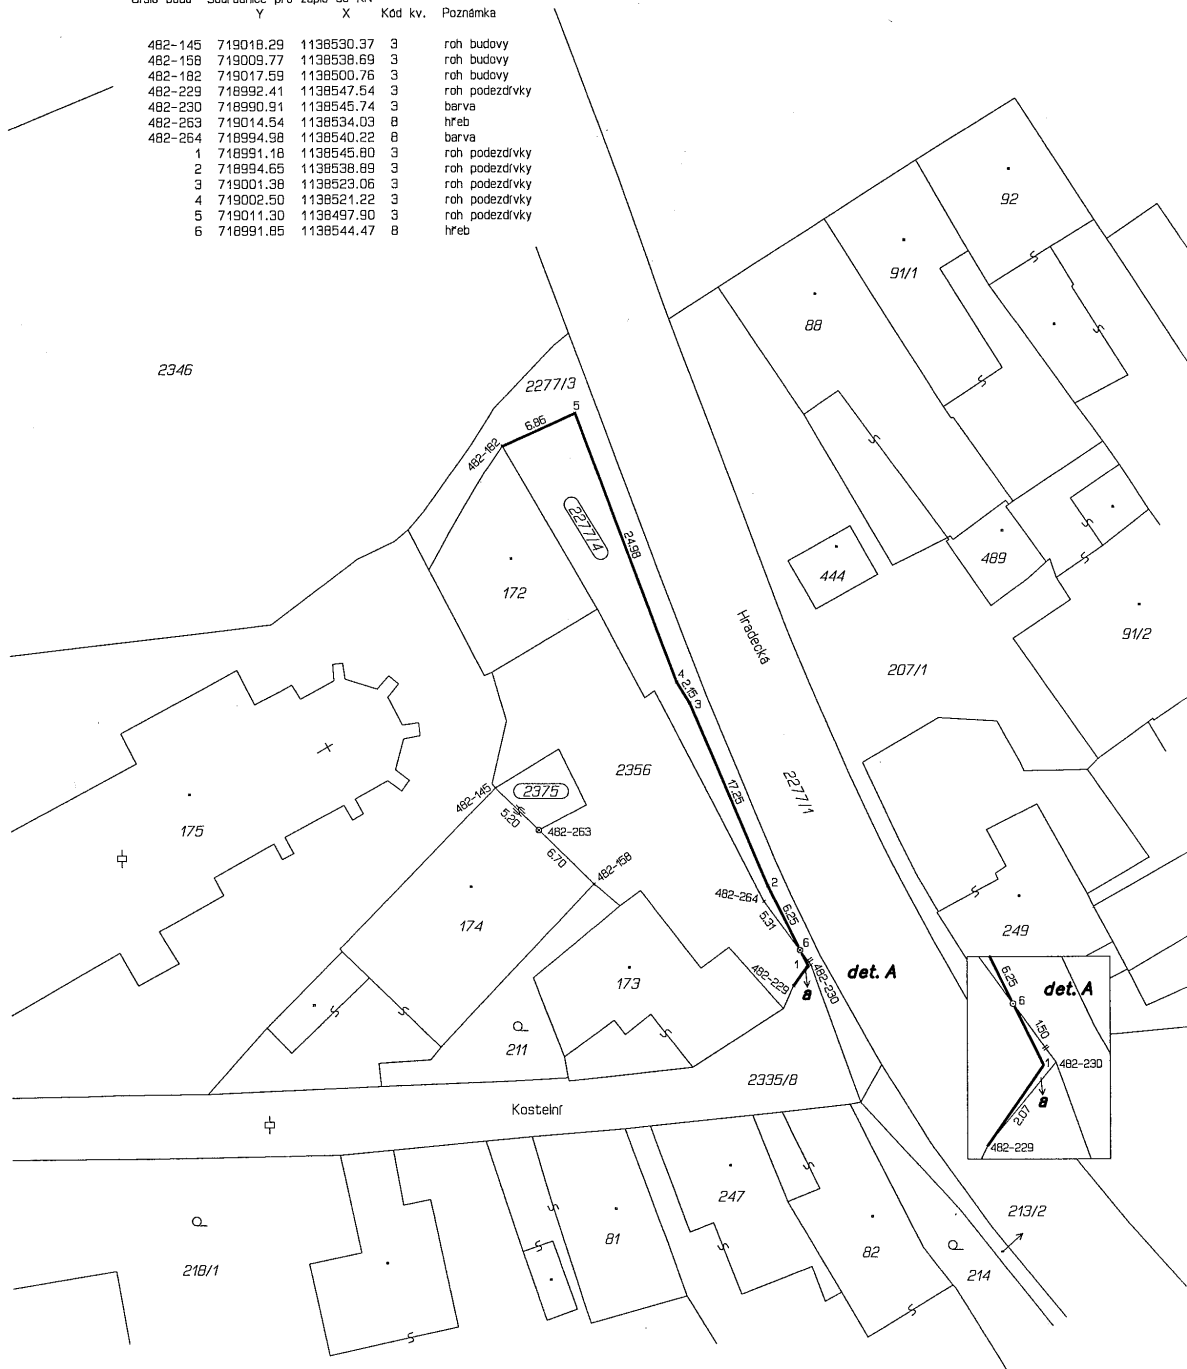 Y X Kód kv. Poznámka
482-145 719018.29 1138530.37 3 roh budovy
482-158 719009.77 1138538.69 3 roh budovy
482-182 719017.59 1138500.76 3 roh budovy
482-229 718992.41 1138547.54 3 roh podezdívky
482-230 718990.91 1138545.74 3 barva
482-263 719014.54 1138534.03 8 hřeb
482-264 718994.98 1138540.22 8 barva
1 718991.18 1138545.80 3 roh podezdívky
2 718994.65 1138538.89 3 roh podezdívky
3 719001.38 1138523.06 3 roh podezdívky
4 719002.50 1138521.22 3 roh podezdívky
5 719011.30 1138497.90 3 roh podezdívky
6 718991.85 1138544.47 8 hřeb
92
91/1
88
2346
2277/3
5
6.86
482-182
2277/4
24.98
489
444
172
91/2
Hradecká
207/1
4
2.15
3
2356
2277/1
17.25
2375
482-145
5.20
482-263
175
6.70
482-158
2
482-264
6.25
5.31
174
249
6
1
det. A
482-230
482-229
a
173
6.25
det. A
6
1.50
1
482-230
a
2.07
482-229
211
2335/8
Kostelní
247
213/2
81
82
218/1
214